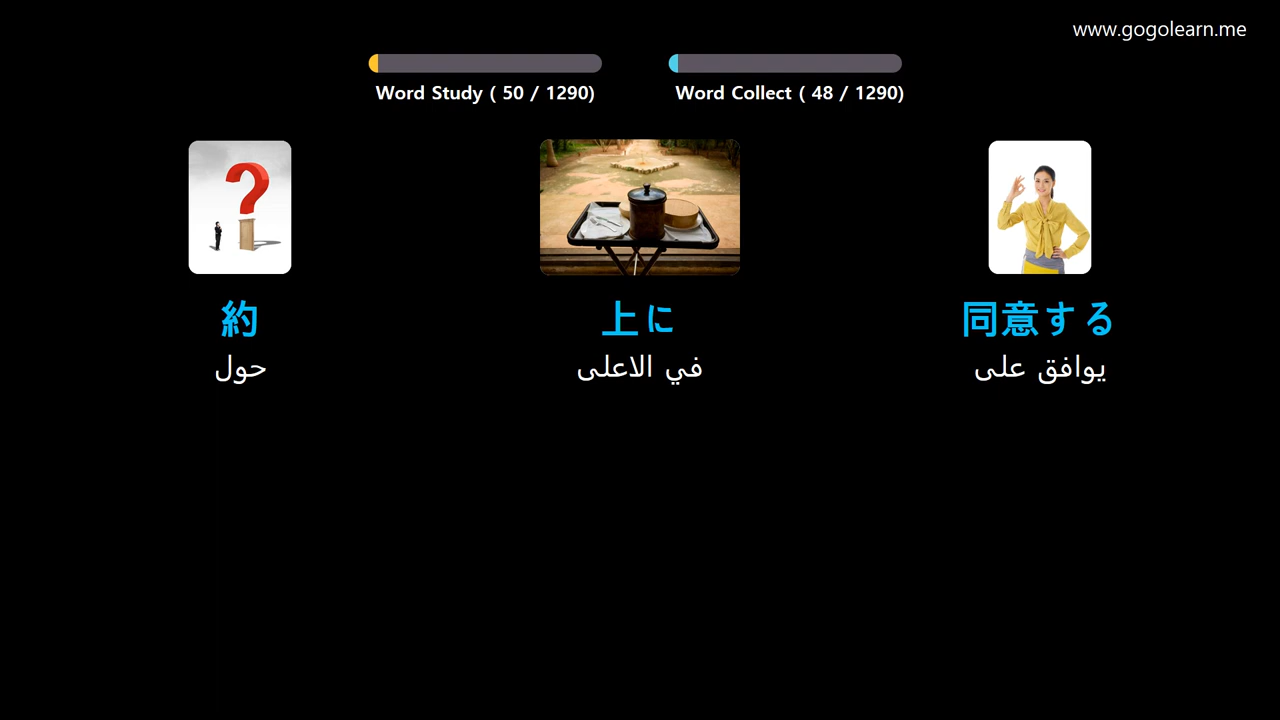 www.gogolearn.me
Word Study ( 50 / 1290)
Word Collect ( 48 / 1290)
約
上に
同意する
حول
في الاعلى
يوافق على